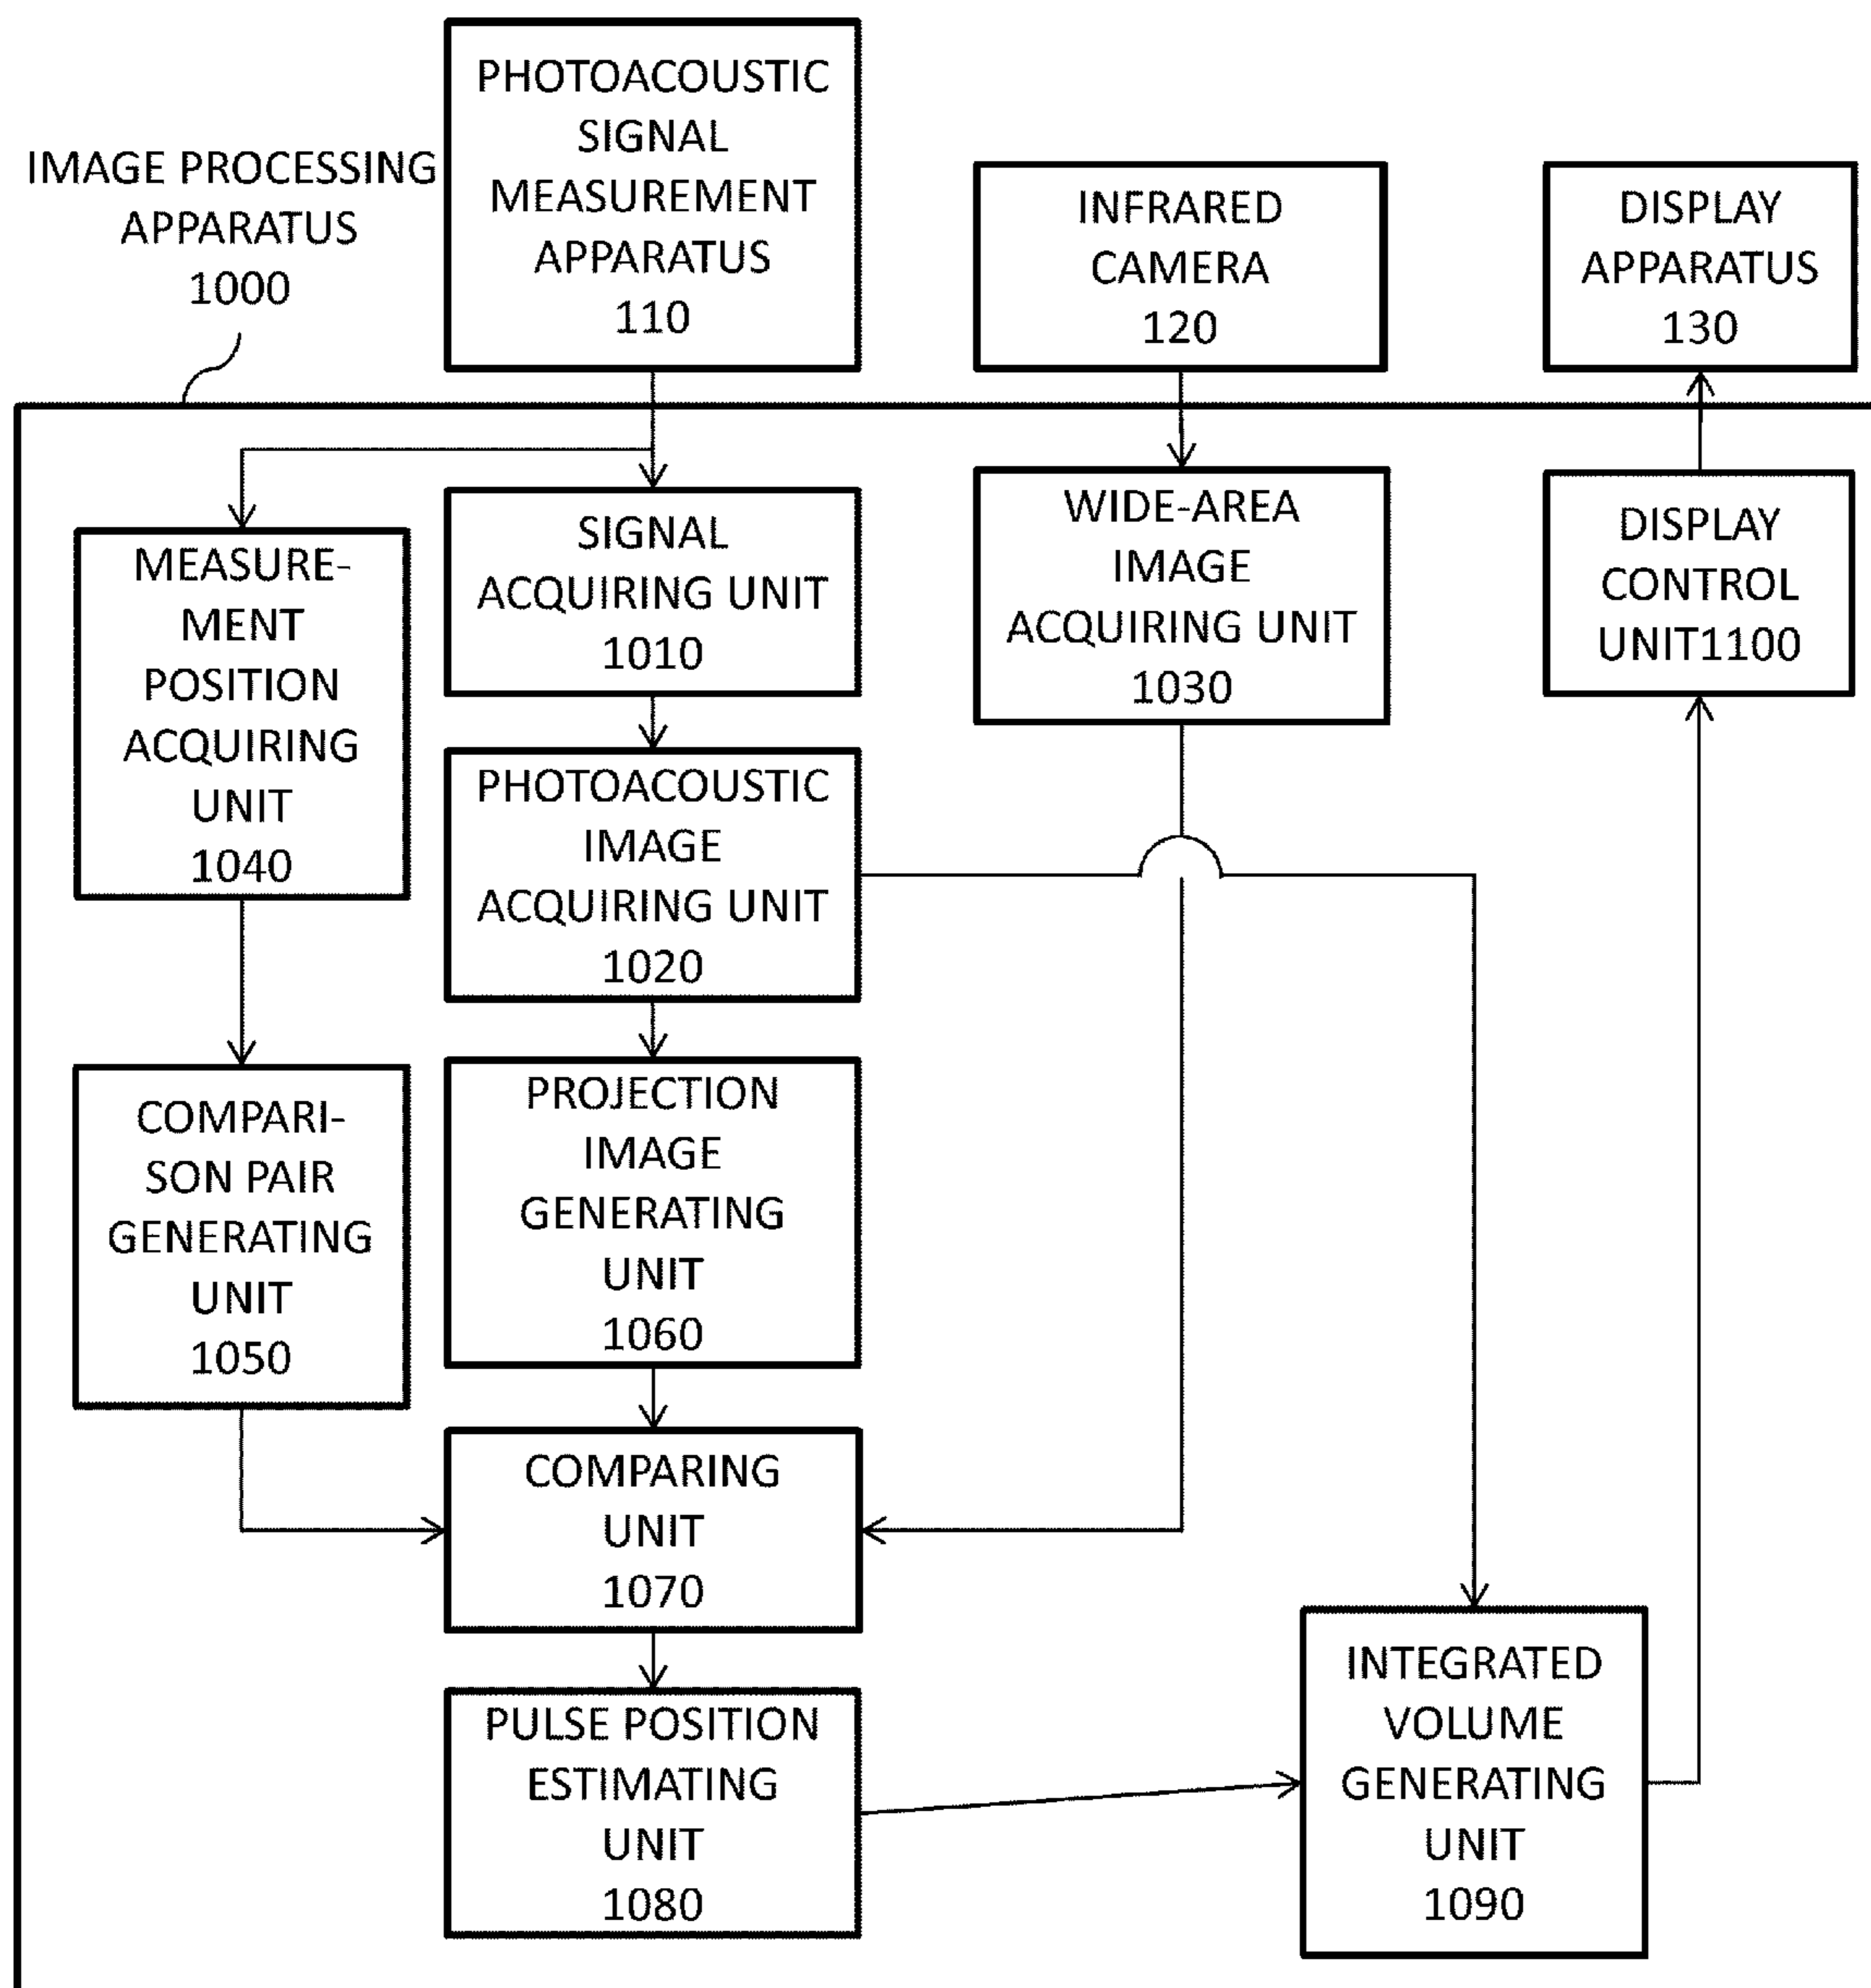 PHOTOACOUSTIC
SIGNAL
MEASUREMENT
APPARATUS
110
IMAGE PROCESSING
APPARATUS
1000
INFRARED
CAMERA
120
DISPLAY
APPARATUS
130
MEASURE-
MENT
POSITION
ACQUIRING
UNIT
1040
SIGNAL
ACQUIRING UNIT
1010
WIDE-AREA
IMAGE
ACQUIRING UNIT
1030
DISPLAY
CONTROL
UNIT1100
PHOTOACOUSTIC
IMAGE
ACQUIRING UNIT
1020
COMPARI-
SON PAIR
GENERATING
UNIT
1050
PROJECTION
IMAGE
GENERATING
UNIT
1060
COMPARING
UNIT
1070
PULSE POSITION
ESTIMATING
UNIT
1080
INTEGRATED
VOLUME
GENERATING
UNIT
1090